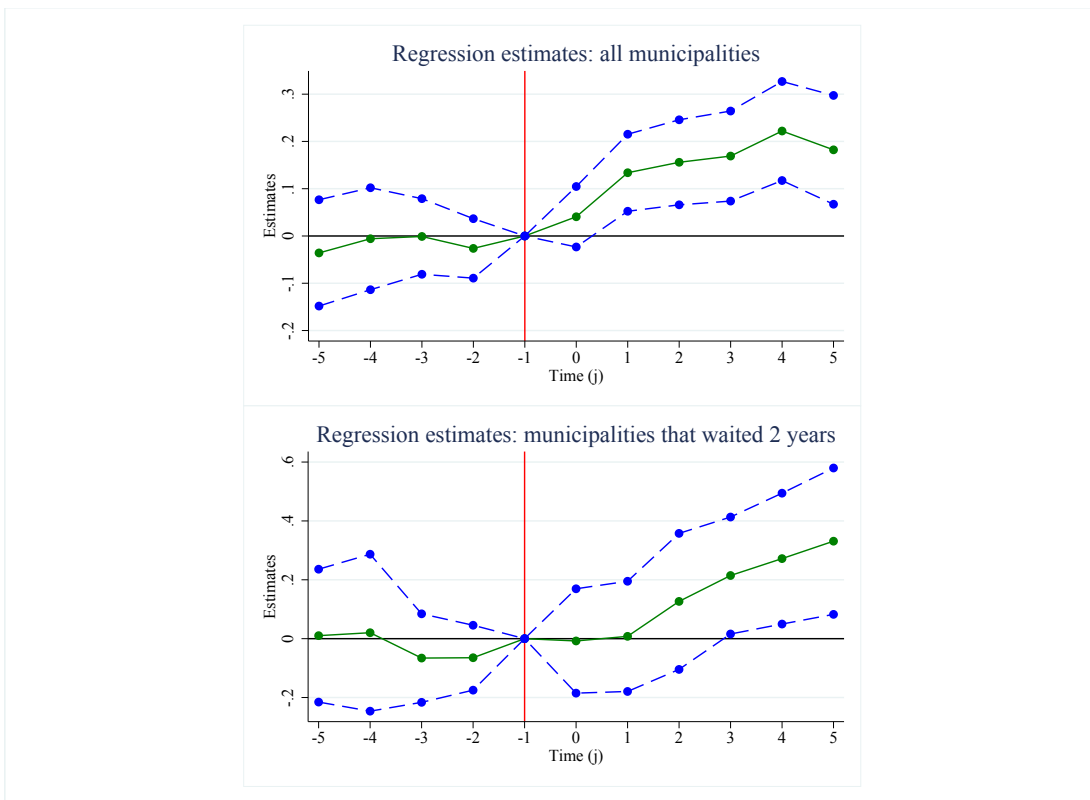 Regression estimates: all municipalities
Estimates
.3
.2
.1
0
-.1
-.2
-5 -4 -3 -2 -1 0 1 2 3 4 5
Time (j)
Regression estimates: municipalities that waited 2 years
Estimates
.6
.4
.2
0
-.2
-5 -4 -3 -2 -1 0 1 2 3 4 5
Time (j)